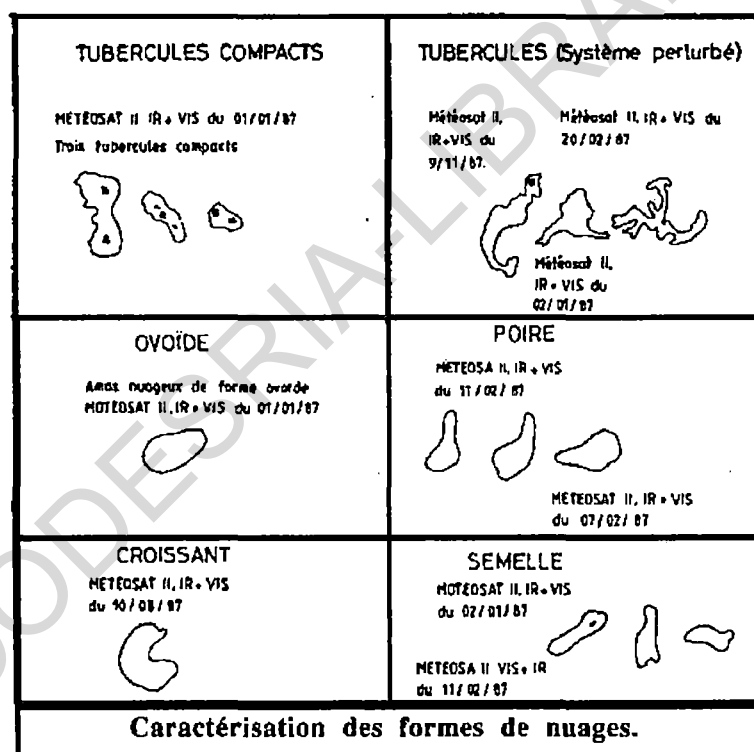 TUBERCULES COMPACTS
METEOSAT II IR+ VIS du 01/01/87
Trois tubercules compacts
TUBERCULES (Système perturbé)
Météosat II,
IR+VIS du
9/11/87.
Météosat II, IR+ VIS du
20/02/87
Météosat II,
IR+ VIS du
02/01/87
OVOÏDE
Amas nuageux de forme ovoïde
MOTEOSAT II, IR+ VIS du 01/01/87
POIRE
METEOSA II, IR+ VIS
du 11/02/87
METEOSAT II, IR+ VIS
du 07/02/87
CROISSANT
METEOSAT II, IR+ VIS
du 10/08/87
SEMELLE
MOTEOSAT II, IR+VIS
du 02/01/87
METEOSA II VIS+ IR
du 11/02/87
Caractérisation des formes de nuages.
CODESRIA-LIBRA